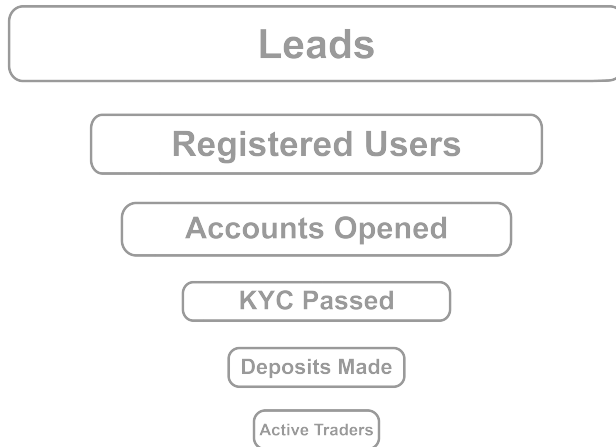 Leads
Registered Users
Accounts Opened
KYC Passed
Deposits Made
Active Traders